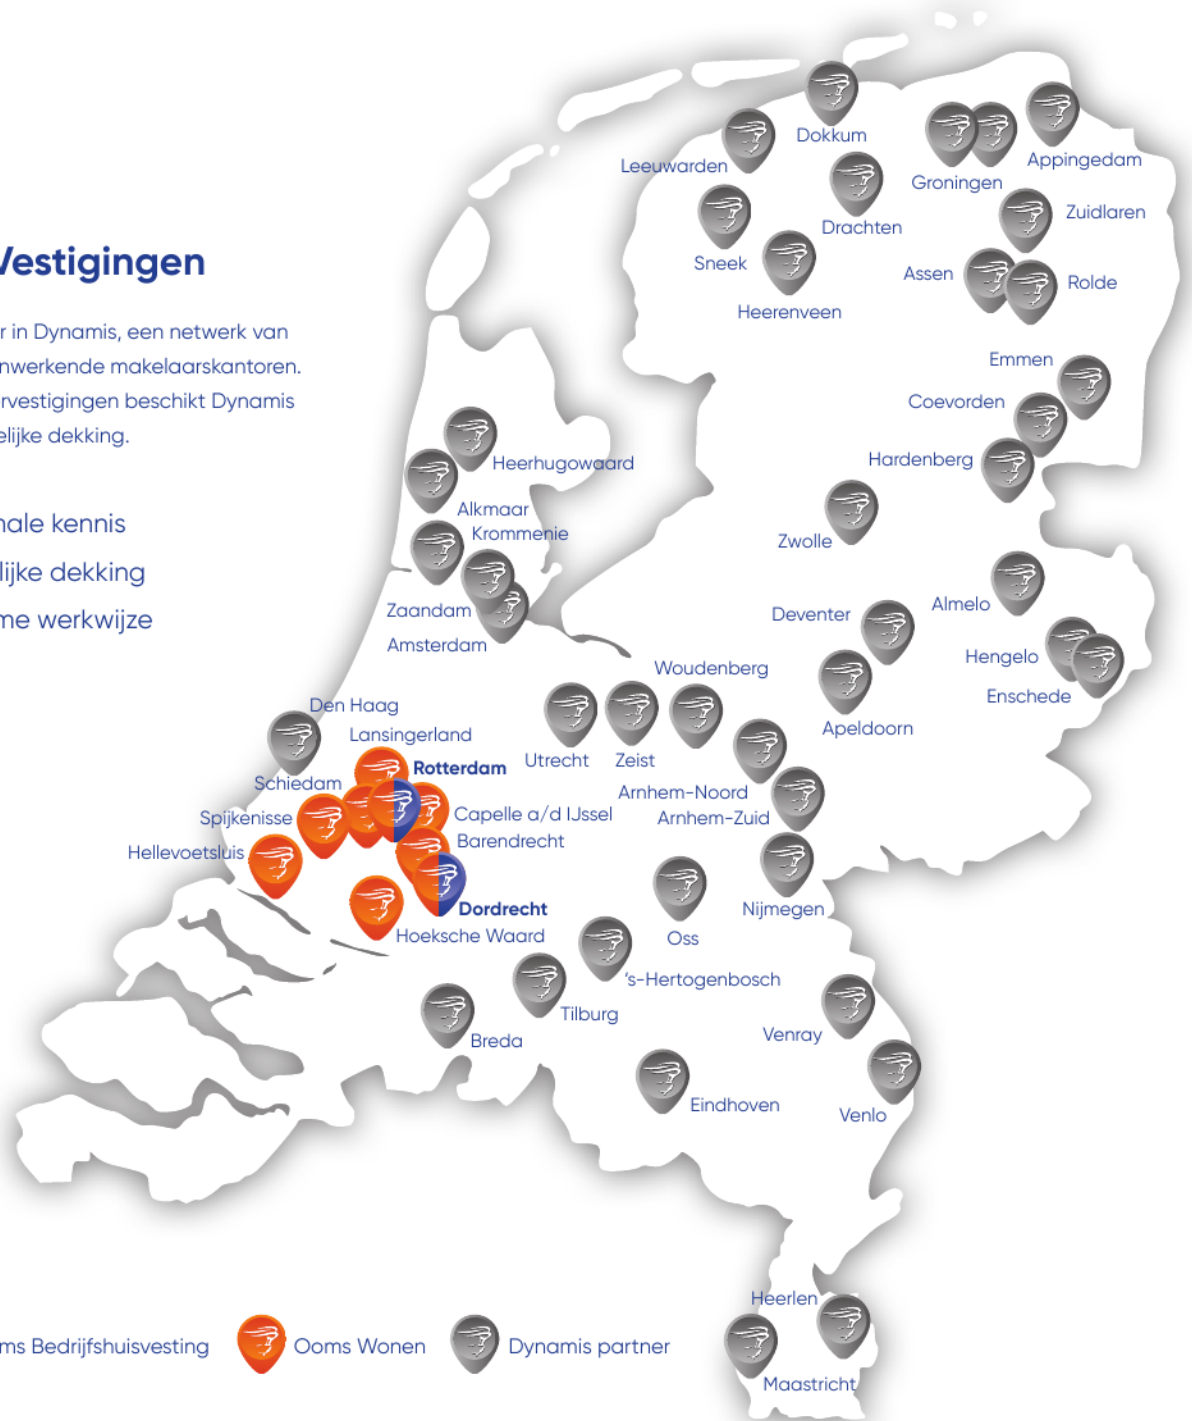 Vestigingen
r in Dynamis, een netwerk van
nwerkende makelaarskantoren.
rvestigingen beschikt Dynamis
elijke dekking.
nale kennis
lijke dekking
me werkwijze
Dokkum
Leeuwarden
Appingedam
Groningen
Zuidlaren
Drachten
Sneek
Assen
Rolde
Heerenveen
Emmen
Coevorden
Hardenberg
Heerhugowaard
Alkmaar
Krommenie
Zwolle
Almelo
Zaandam
Deventer
Amsterdam
Hengelo
Woudenberg
Enschede
Den Haag
Apeldoorn
Lansingerland
Utrecht
Zeist
Rotterdam
Schiedam
Arnhem-Noord
Spijkenisse
Capelle a/d IJssel
Arnhem-Zuid
Barendrecht
Hellevoetsluis
Dordrecht
Nijmegen
Hoeksche Waard
Oss
's-Hertogenbosch
Tilburg
Venray
Breda
Eindhoven
Venlo
Heerlen
ms Bedrijfshuisvesting
Ooms Wonen
Dynamis partner
Maastricht